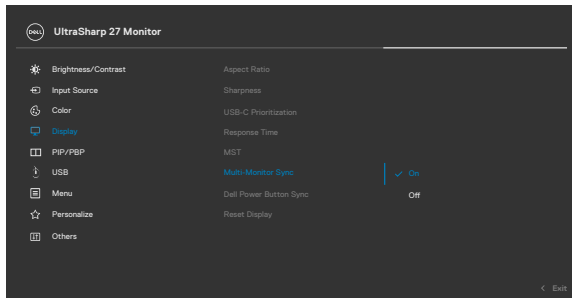 DELL UltraSharp 27 Monitor
Brightness/Contrast Aspect Ratio
Input Source Sharpness
Color USB-C Prioritization
Display Response Time
PIP/PBP MST
USB Multi-Monitor Sync On
Menu Dell Power Button Sync Off
Personalize Reset Display
Others
Exit